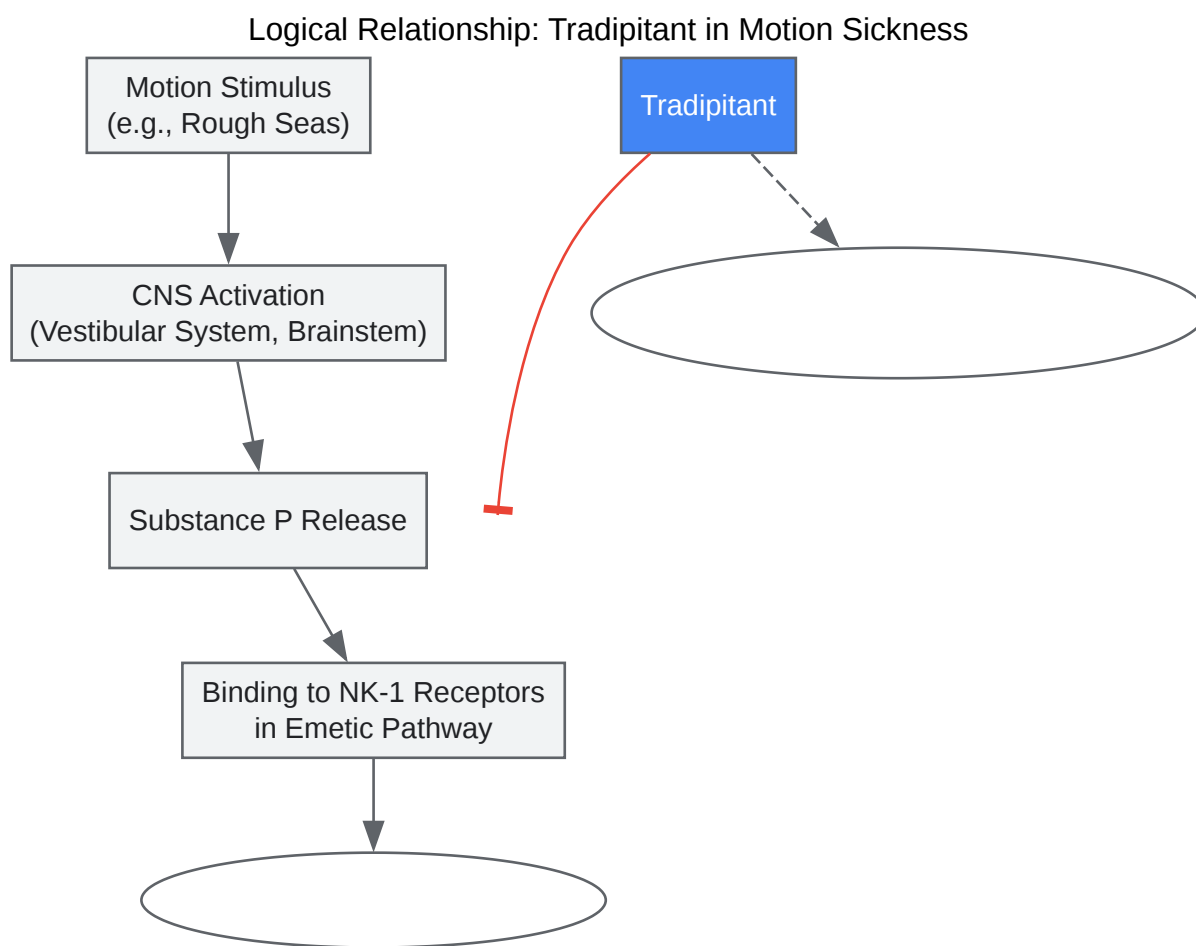 Logical Relationship: Tradipitant in Motion Sickness
Motion Stimulus
(e.g., Rough Seas)
Tradipitant
CNS Activation
(Vestibular System, Brainstem)
Substance P Release
Binding to NK-1 Receptors
in Emetic Pathway